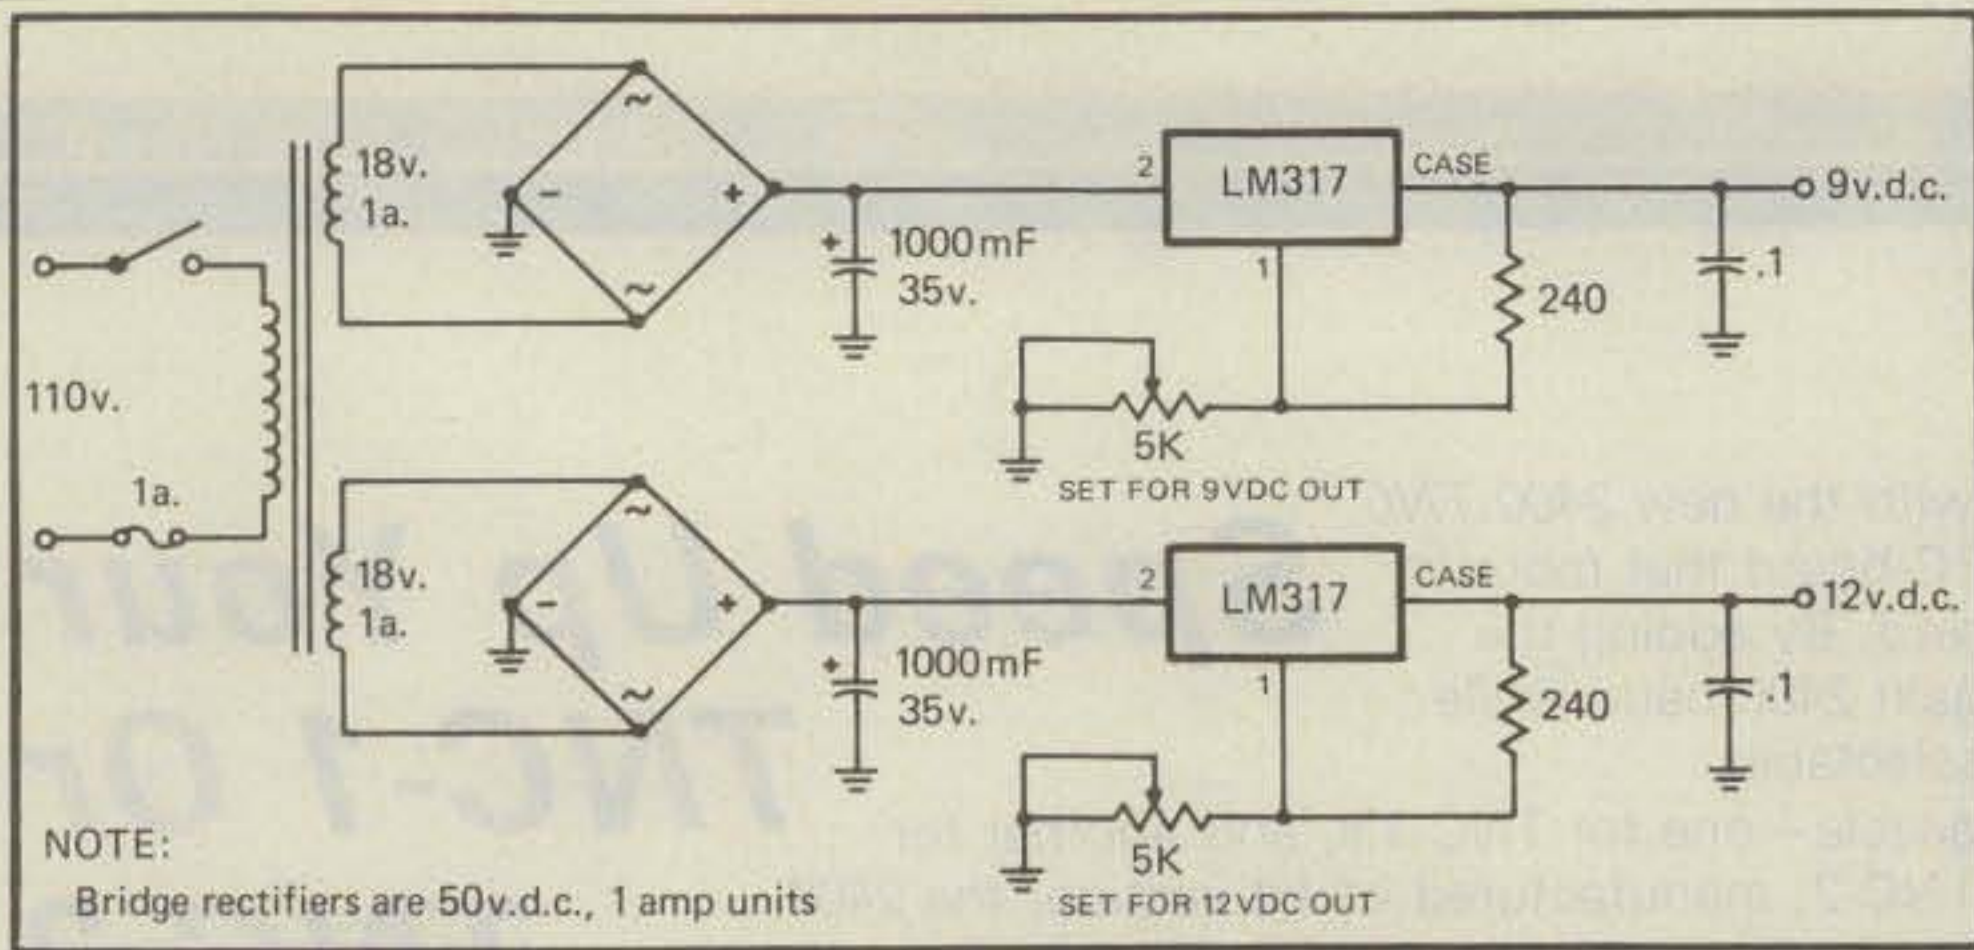 18v.
1a.
~
-
+
~
+
1000mF
35v.
2
LM317
CASE
1
240
.1
9v.d.c.
5K
SET FOR 9VDC OUT
110v.
1a.
18v.
1a.
~
-
+
~
+
1000mF
35v.
2
LM317
CASE
1
240
.1
12v.d.c.
5K
SET FOR 12VDC OUT
NOTE:
Bridge rectifiers are 50v.d.c., 1 amp units